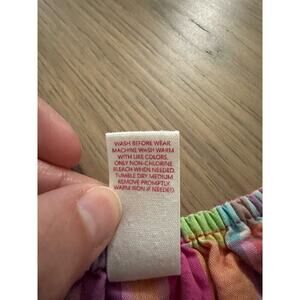 WASH BEFORE WEAR.
MACHINE WASH WARM
WITH LIKE COLORS.
ONLY NON-CHLORINE
BLEACH WHEN NEEDED.
TUMBLE DRY MEDIUM
REMOVE PROMPTLY.
WARM IRON IF NEEDED.